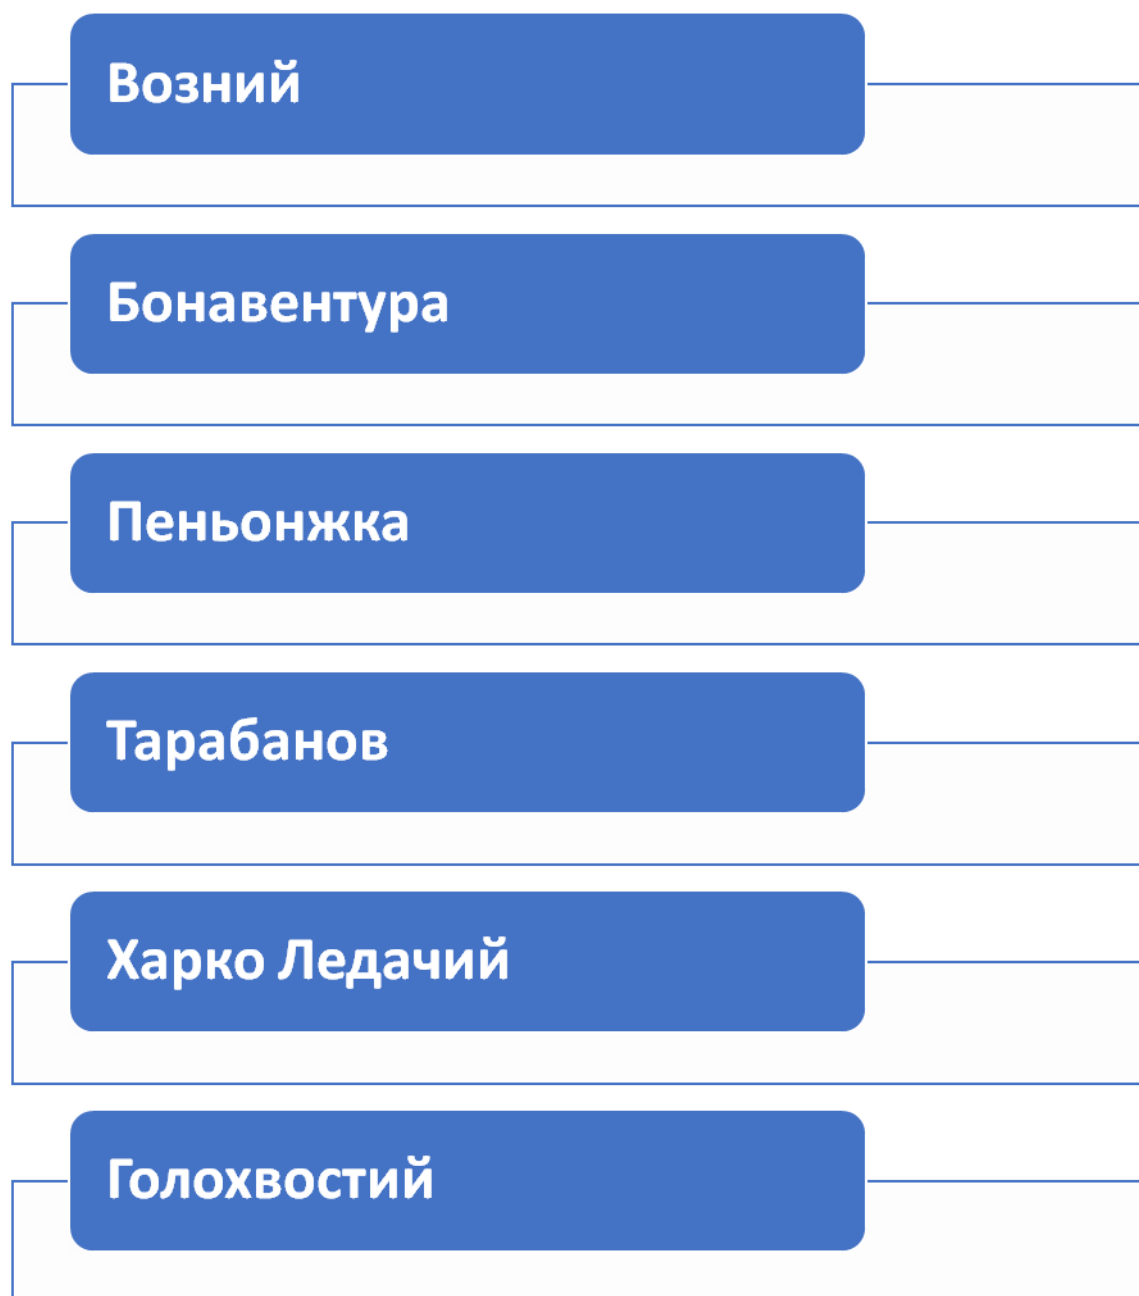 Возний
Бонавентура
Пеньонжка
Тарабанов
Харко Ледачий
Голохвостий